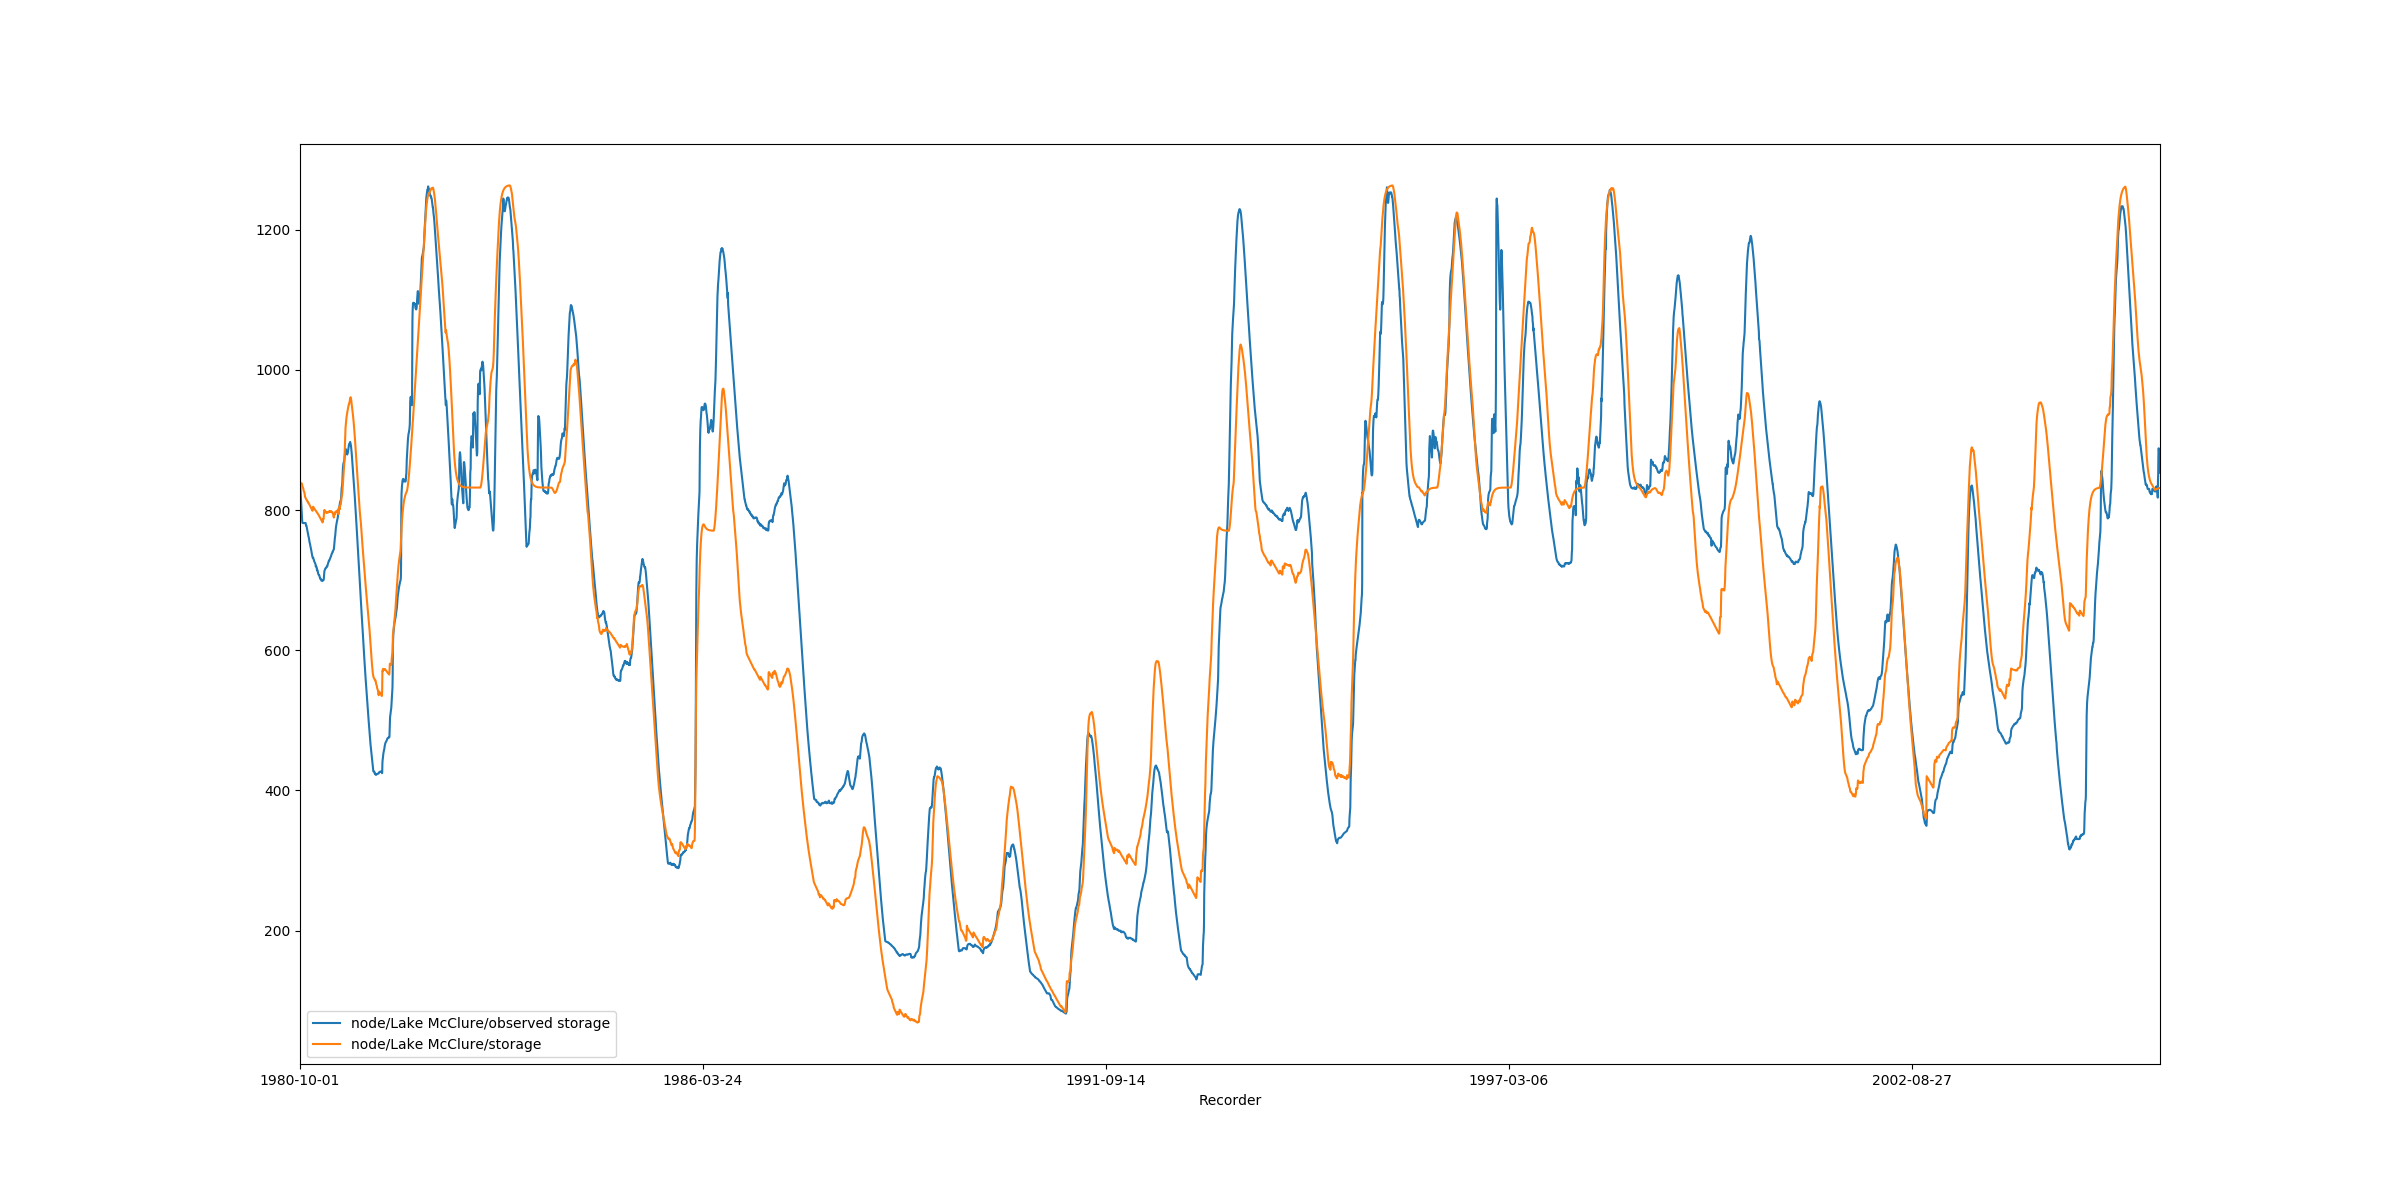 1200
1000
800
600
400
200
node/Lake McClure/observed storage
node/Lake McClure/storage
1980-10-01 1986-03-24 1991-09-14 1997-03-06 2002-08-27
Recorder